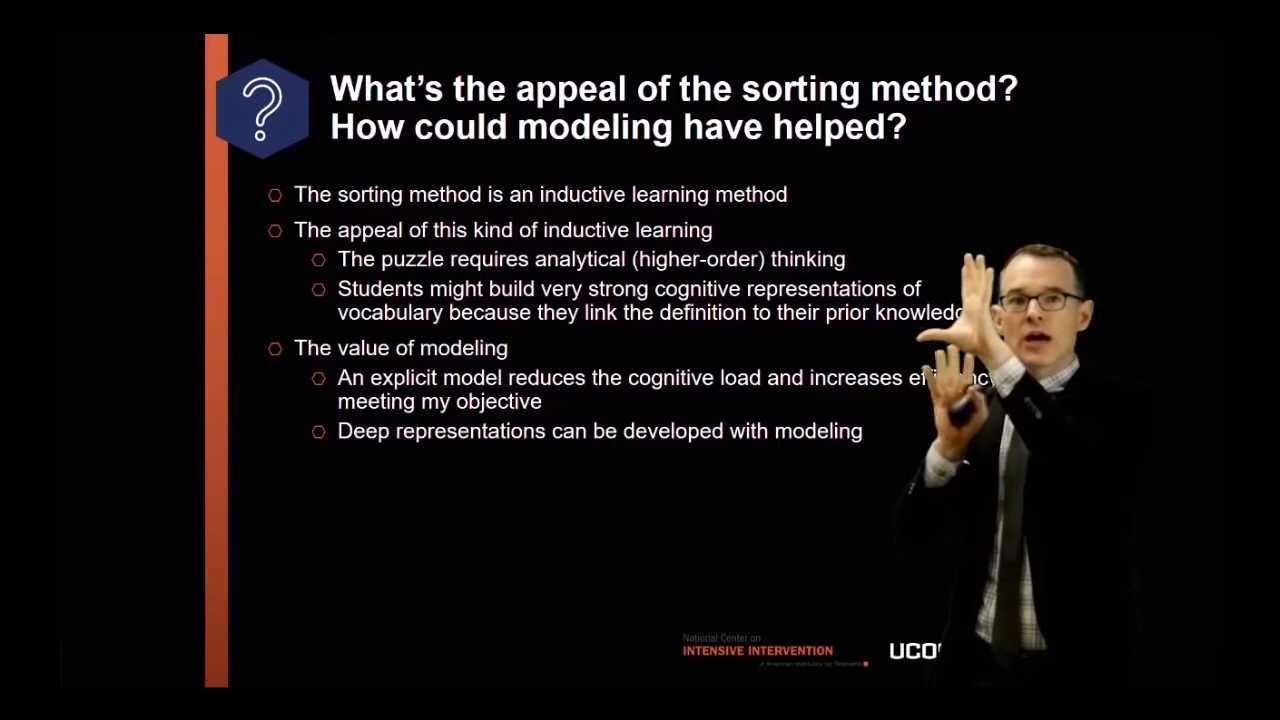 What's the appeal of the sorting method?
How could modeling have helped?
The sorting method is an inductive learning method
The appeal of this kind of inductive learning
The puzzle requires analytical (higher-order) thinking
Students might build very strong cognitive representations of
vocabulary because they link the definition to their prior
The value of modeling
An explicit model reduces the cognitive load and increases
meeting my objective
Deep representations can be developed with modeling
National Center on
INTENSIVE INTERVENTION
at American Institutes for Research